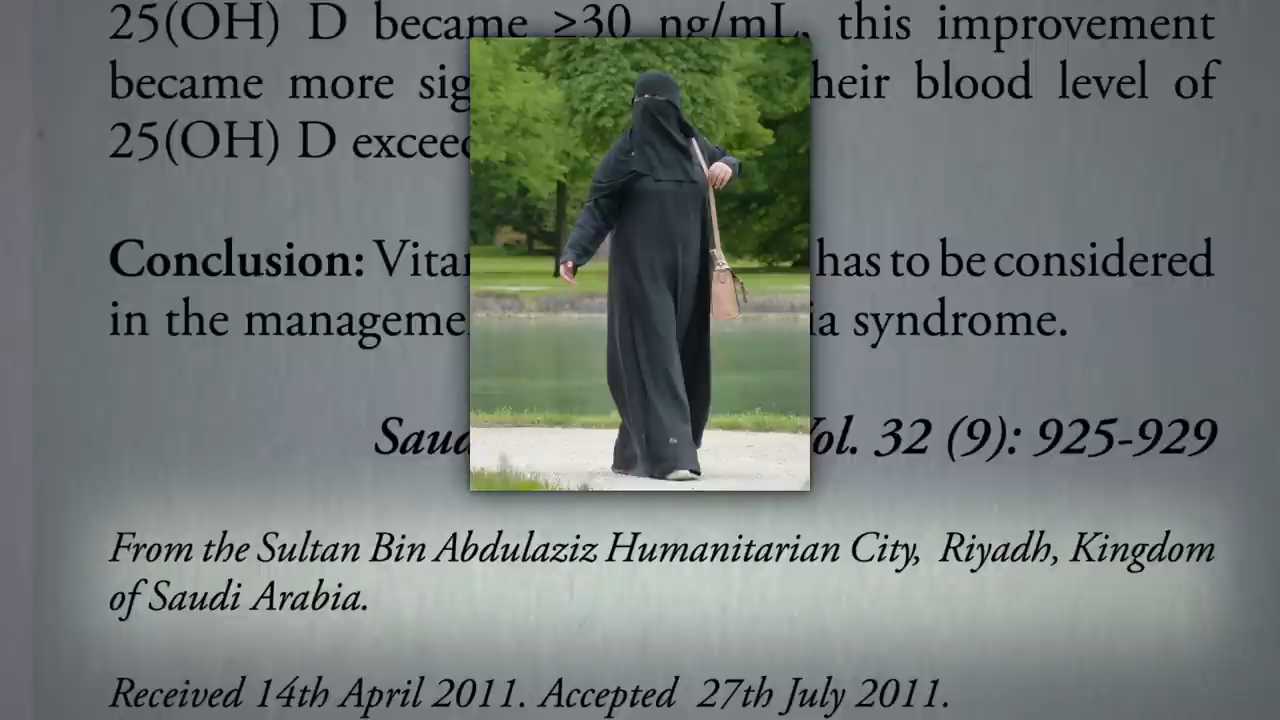 25(OH) D became ≥30 ng/mL, this improvement
became more sig heir blood level of
25(OH) D exceed
Conclusion: Vita has to be considered
in the manageme ia syndrome.
Saud Vol. 32 (9): 925-929
From the Sultan Bin Abdulaziz Humanitarian City, Riyadh, Kingdom
of Saudi Arabia.
Received 14th April 2011. Accepted 27th July 2011.